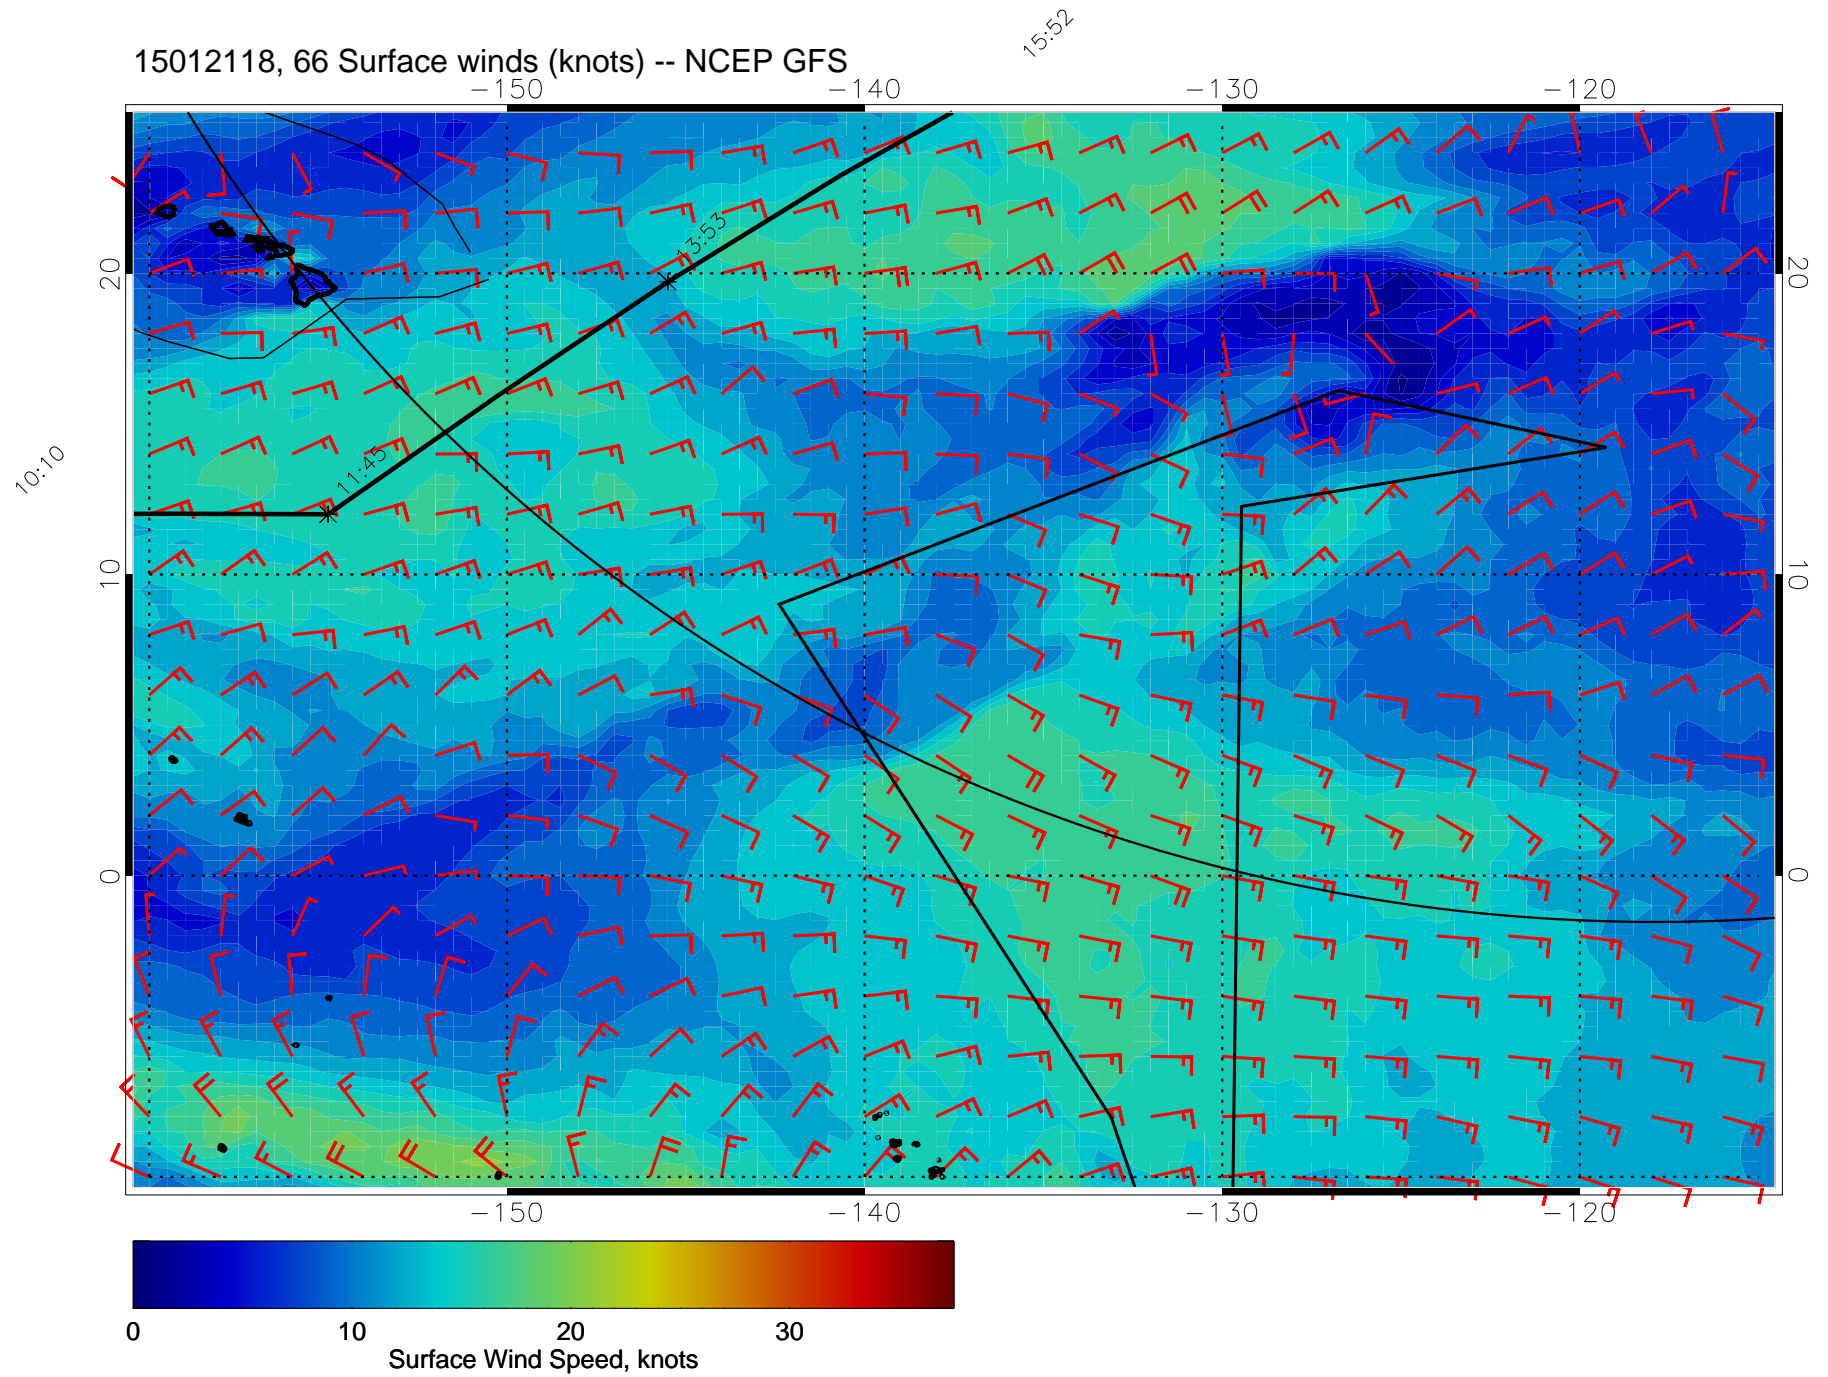 15:52
15012118, 66 Surface winds (knots) -- NCEP GFS
-150 -140 -130 -120
13:53
20 20
11:45
10:10
10 10
0 0
-150 -140 -130 -120
0 10 20 30
Surface Wind Speed, knots